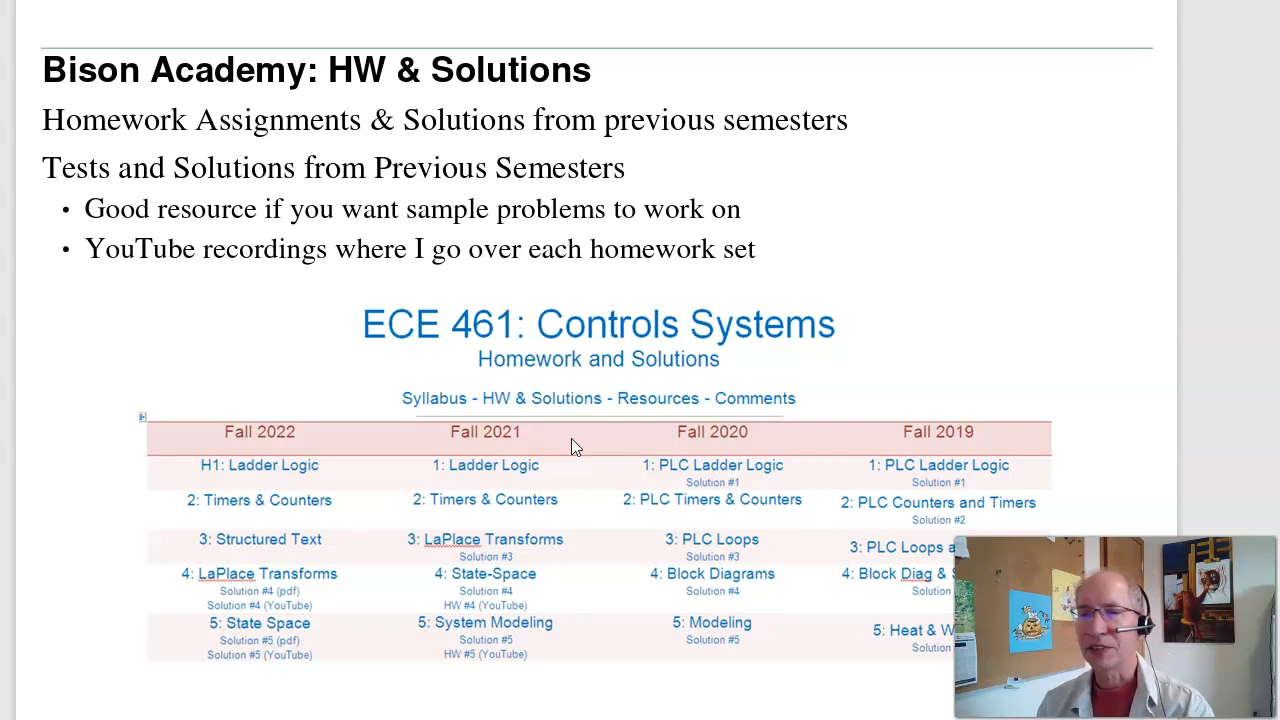 Bison Academy: HW & Solutions
Homework Assignments & Solutions from previous semesters
Tests and Solutions from Previous Semesters
• Good resource if you want sample problems to work on
• YouTube recordings where I go over each homework set
ECE 461: Controls Systems
Homework and Solutions
Syllabus - HW & Solutions - Resources - Comments
Fall 2022 Fall 2021 Fall 2020 Fall 2019
H1: Ladder Logic 1: Ladder Logic 1: PLC Ladder Logic 1: PLC Ladder Logic
Solution #1 Solution #1
2: Timers & Counters 2: Timers & Counters 2: PLC Timers & Counters 2: PLC Counters and Timers
Solution #2
3: Structured Text 3: LaPlace Transforms 3: PLC Loops 3: PLC Loops
Solution #3 Solution #3
4: LaPlace Transforms 4: State-Space 4: Block Diagrams 4: Block Diag &
Solution #4 (pdf) Solution #4 Solution #4 Solution
Solution #4 (YouTube) HW #4 (YouTube)
5: State Space 5: System Modeling 5: Modeling 5: Heat &
Solution #5 (pdf) Solution #5 Solution #5 Solution
Solution #5 (YouTube) HW #5 (YouTube)